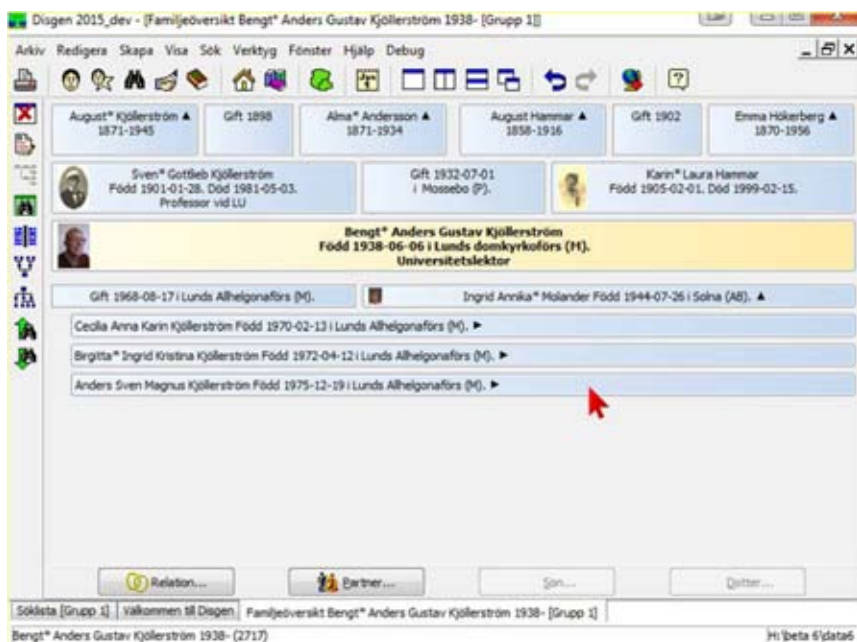 Disgen 2015_dev - [Familjeöversikt Bengt* Anders Gustav Kjöllerström 1938- [Grupp 1]]
Arkiv Redigera Skapa Visa Sök Verktyg Fönster Hjälp Debug
August* Kjöllerström ▲ Gift 1898 Alma* Andersson ▲ August Hammar ▲ Gift 1902 Emma Hökerberg ▲
1871-1945 1871-1934 1858-1916 1870-1956
Sven* Gottlieb Kjöllerström Gift 1932-07-01 Karin* Laura Hammar
Född 1901-01-28. Död 1981-05-03. i Mossebo (P). Född 1905-02-01. Död 1999-02-15.
Professor vid LU
Bengt* Anders Gustav Kjöllerström
Född 1938-06-06 i Lunds domkyrkoförs (M).
Universitetslektor
Gift 1968-08-17 i Lunds Allhelgonaförs (M). Ingrid Annika* Molander Född 1944-07-26 i Solna (AB). ▲
Cecilia Anna Karin Kjöllerström Född 1970-02-13 i Lunds Allhelgonaförs (M). ►
Birgitta* Ingrid Kristina Kjöllerström Född 1972-04-12 i Lunds Allhelgonaförs (M). ►
Anders Sven Magnus Kjöllerström Född 1975-12-19 i Lunds Allhelgonaförs (M). ►
Relation... Partner... Son... Dotter...
Söklista [Grupp 1] Välkommen till Disgen Familjeöversikt Bengt* Anders Gustav Kjöllerström 1938- [Grupp 1]
Bengt* Anders Gustav Kjöllerström 1938- (2717) H:\beta 6\data6